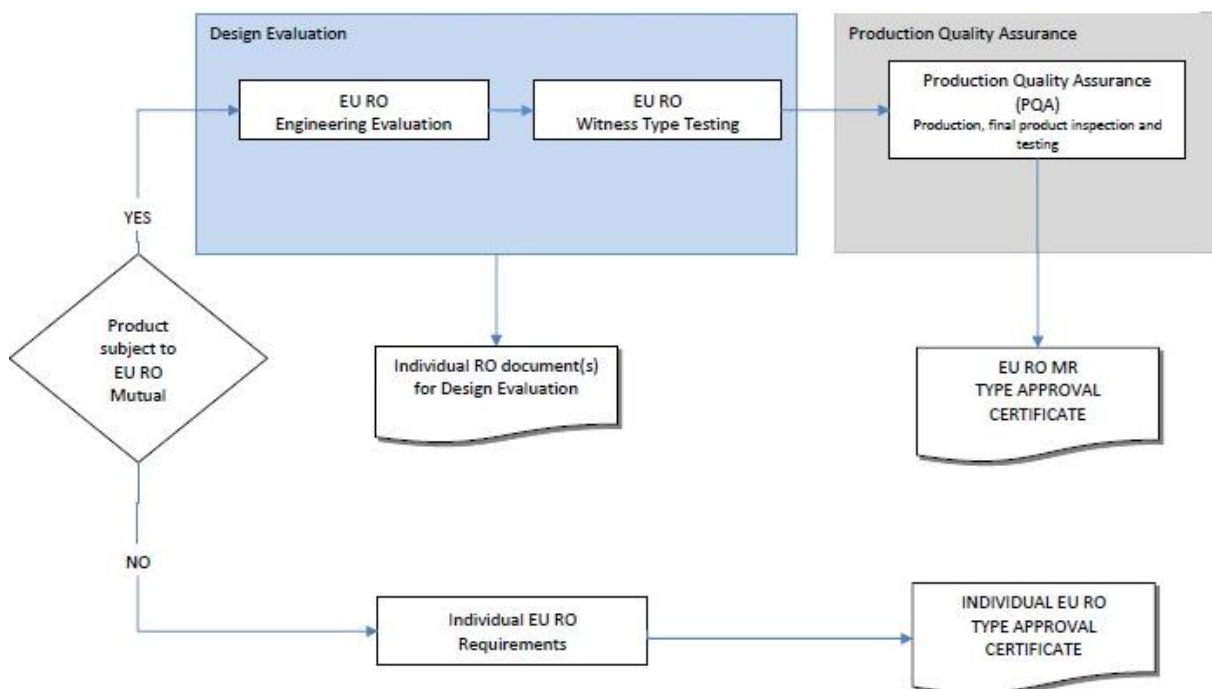 Design Evaluation
Production Quality Assurance
EU RO
Engineering Evaluation
EU RO
Witness Type Testing
Production Quality Assurance
(PQA)
Production, final product inspection and
testing
YES
Product
subject to
EU RO
Mutual
Individual RO document(s)
for Design Evaluation
EU RO MR
TYPE APPROVAL
CERTIFICATE
NO
Individual EU RO
Requirements
INDIVIDUAL EU RO
TYPE APPROVAL
CERTIFICATE